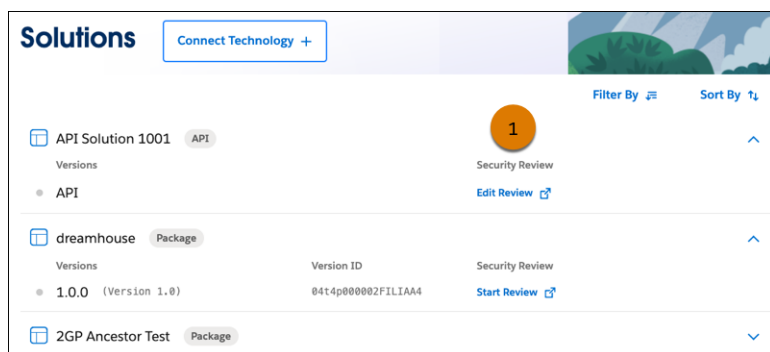 Solutions
Connect Technology +
Filter By
Sort By
1
API Solution 1001 API
Versions Security Review
API Edit Review
dreamhouse Package
Versions Version ID Security Review
1.0.0 (Version 1.0) 04t4p000002FILIAA4 Start Review
2GP Ancestor Test Package